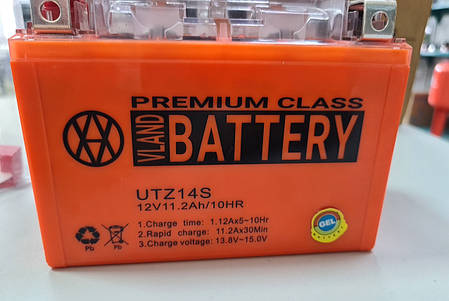 PREMIUM CLASS
VLAND
BATTERY
UTZ14S
12V11.2Ah/10HR
1.Charge time: 1.12Ax5~10Hr
2.Rapid charge: 11.2Ax30Min
3.Charge voltage: 13.8V~15.0V
Pb
Pb
GEL